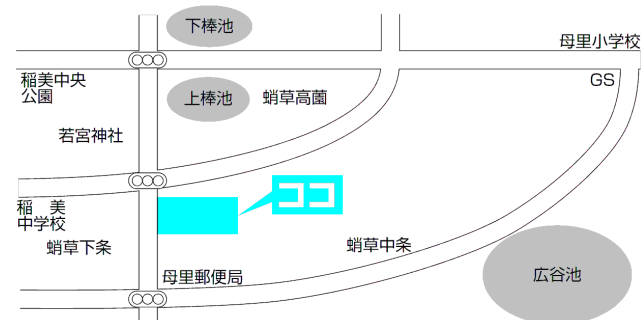 下棒池
母里小学校
稲美中央
公園
上棒池
蛸草高薗
GS
若宮神社
ココ
稲 美
中学校
蛸草下条
蛸草中条
母里郵便局
広谷池